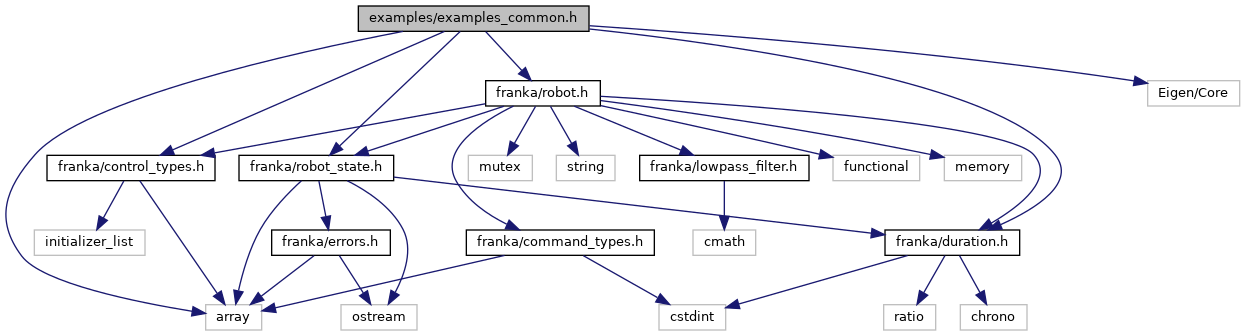 examples/examples_common.h
franka/robot.h
Eigen/Core
franka/control_types.h
franka/robot_state.h
mutex
string
franka/lowpass_filter.h
functional
memory
initializer_list
franka/errors.h
franka/command_types.h
cmath
franka/duration.h
array
ostream
cstdint
ratio
chrono